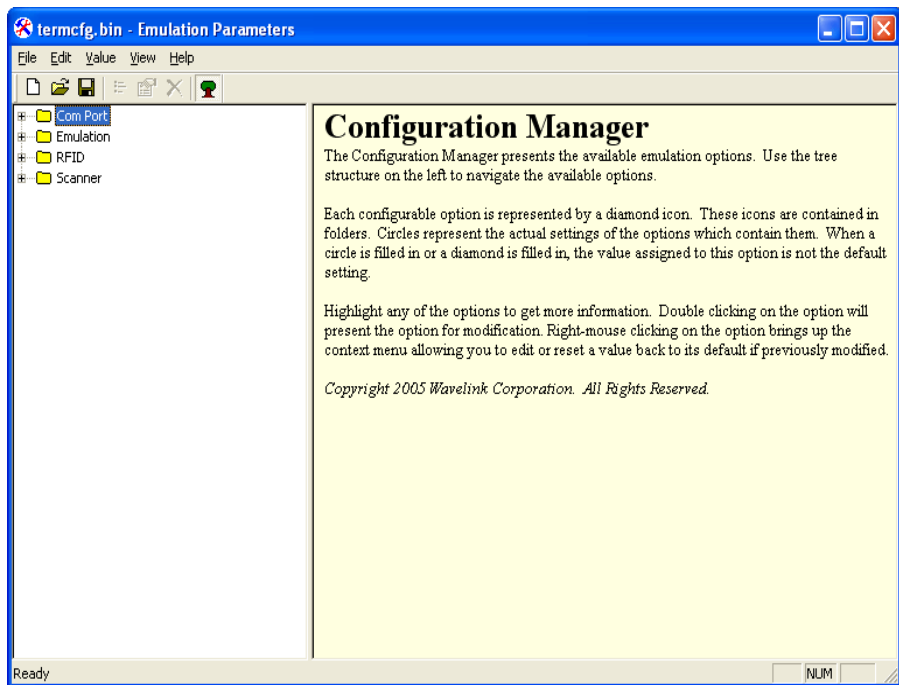 termcfg.bin - Emulation Parameters
File Edit Value View Help
Com Port
Emulation
RFID
Scanner
Configuration Manager
The Configuration Manager presents the available emulation options. Use the tree
structure on the left to navigate the available options.
Each configurable option is represented by a diamond icon. These icons are contained in
folders. Circles represent the actual settings of the options which contain them. When a
circle is filled in or a diamond is filled in, the value assigned to this option is not the default
setting.
Highlight any of the options to get more information. Double clicking on the option will
present the option for modification. Right-mouse clicking on the option brings up the
context menu allowing you to edit or reset a value back to its default if previously modified.
Copyright 2005 Wavelink Corporation. All Rights Reserved.
Ready
NUM